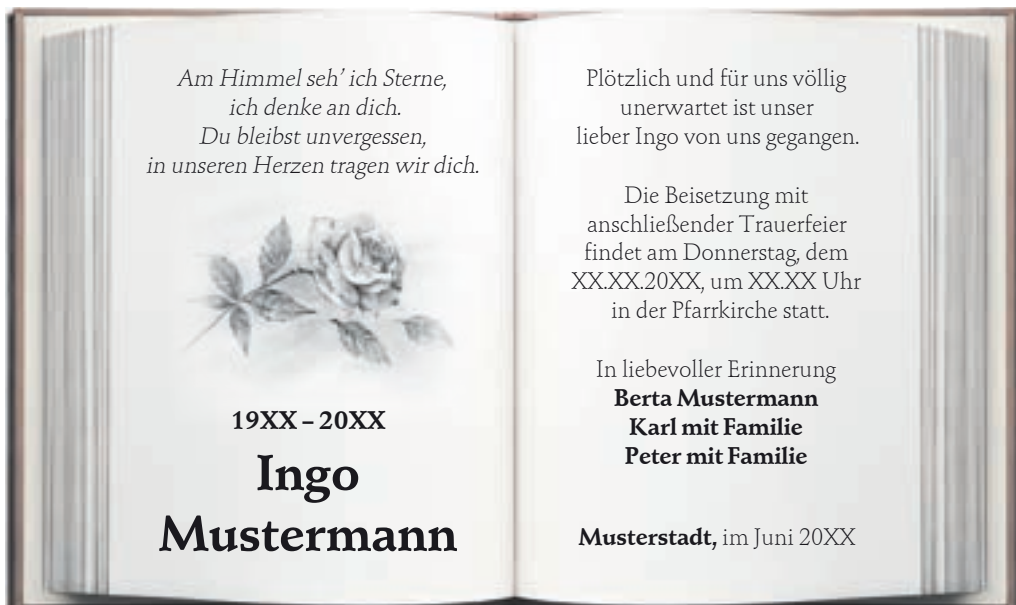 Am Himmel seh’ ich Sterne,
ich denke an dich.
Du bleibst unvergessen,
in unseren Herzen tragen wir dich.
19XX – 20XX
Ingo
Mustermann
Plötzlich und für uns völlig
unerwartet ist unser
lieber Ingo von uns gegangen.
Die Beisetzung mit
anschließender Trauerfeier
findet am Donnerstag, dem
XX.XX.20XX, um XX.XX Uhr
in der Pfarrkirche statt.
In liebevoller Erinnerung
Berta Mustermann
Karl mit Familie
Peter mit Familie
Musterstadt, im Juni 20XX